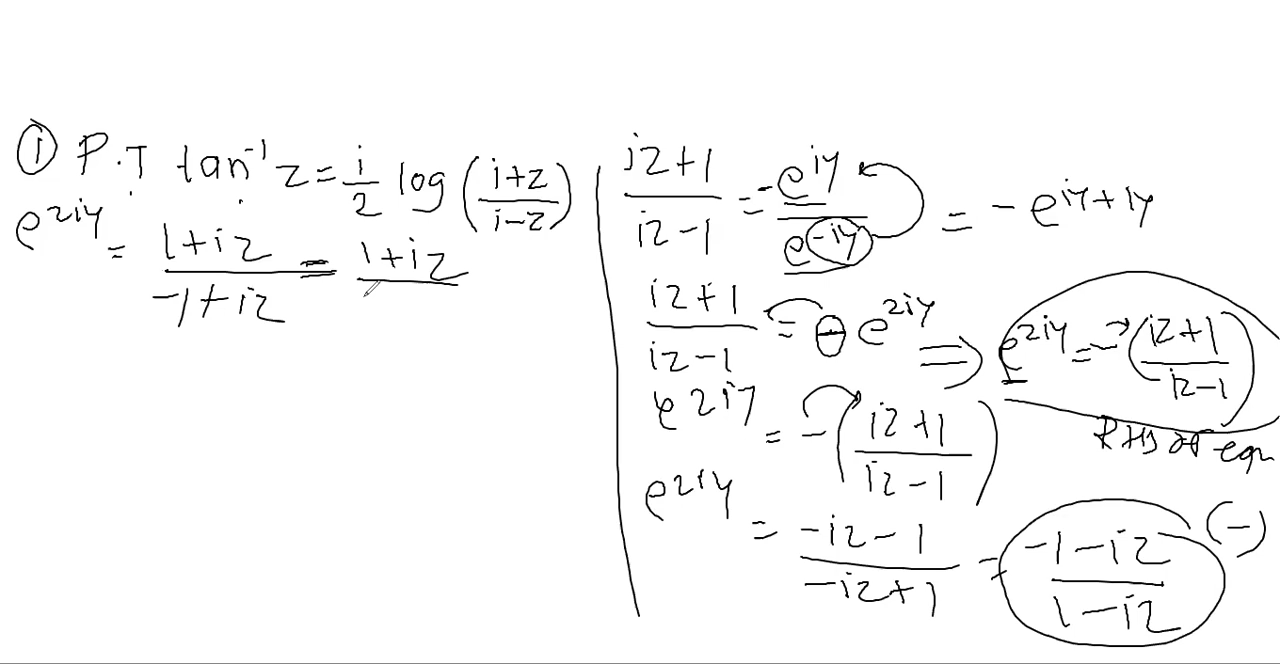 ① P.T tan⁻¹ z = i/2 log (i+z / i-z)
e^2iy = 1+iz / -1+iz = 1+iz /
iz+1 / iz-1 = -e^iy / e^-iy = -e^iy+iy
iz+1 / iz-1 = ⊖ e^2iy ⇒ e^2iy = -(iz+1 / iz-1)
RHS of eqn
e^2iy = -(iz+1 / iz-1)
e^2iy = -iz-1 / -iz+1 = -1-iz / 1-iz (-)